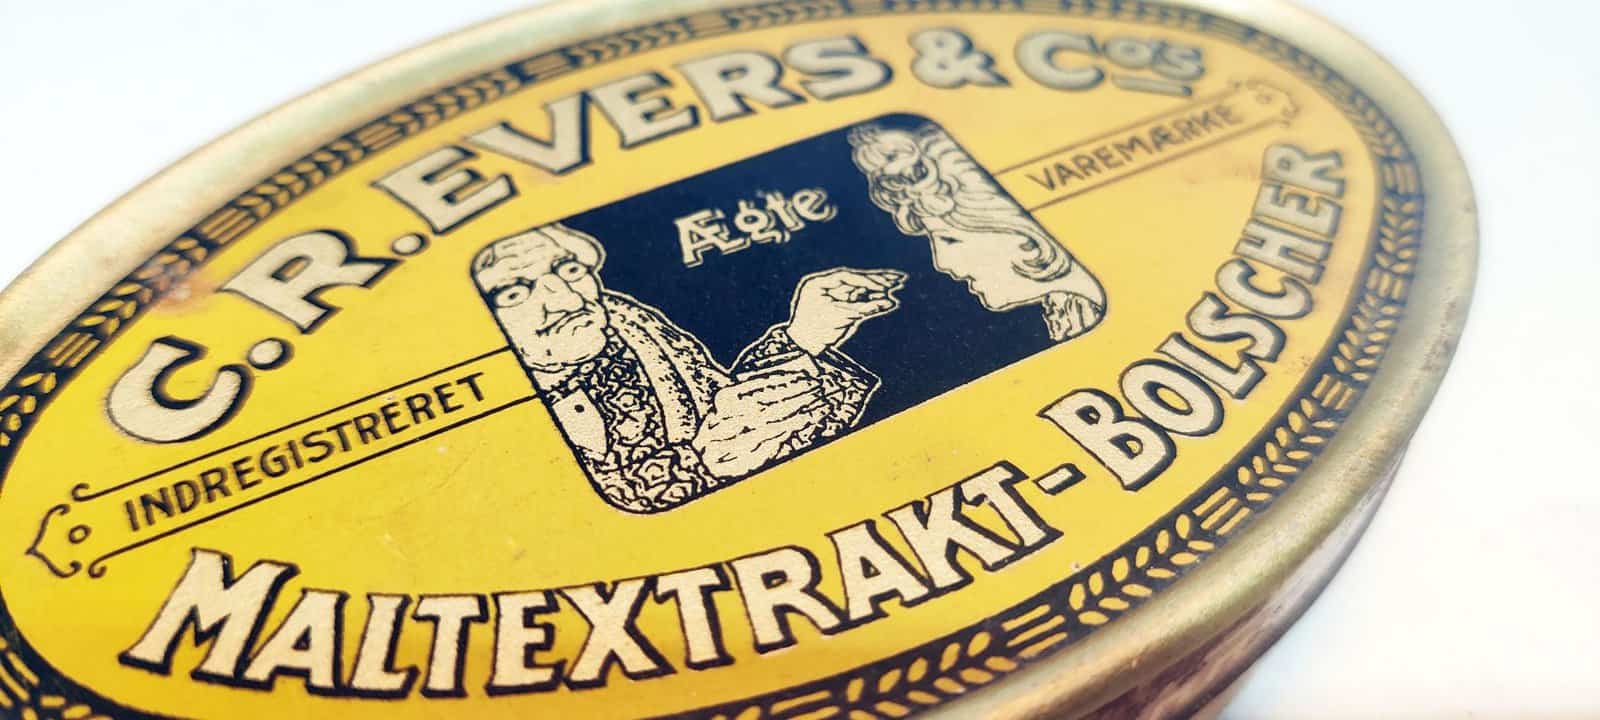 C.R.EVERS & Co's
Ægte
INDREGISTRERET VAREMÆRKE
MALTEXTRAKT-BOLSCHER